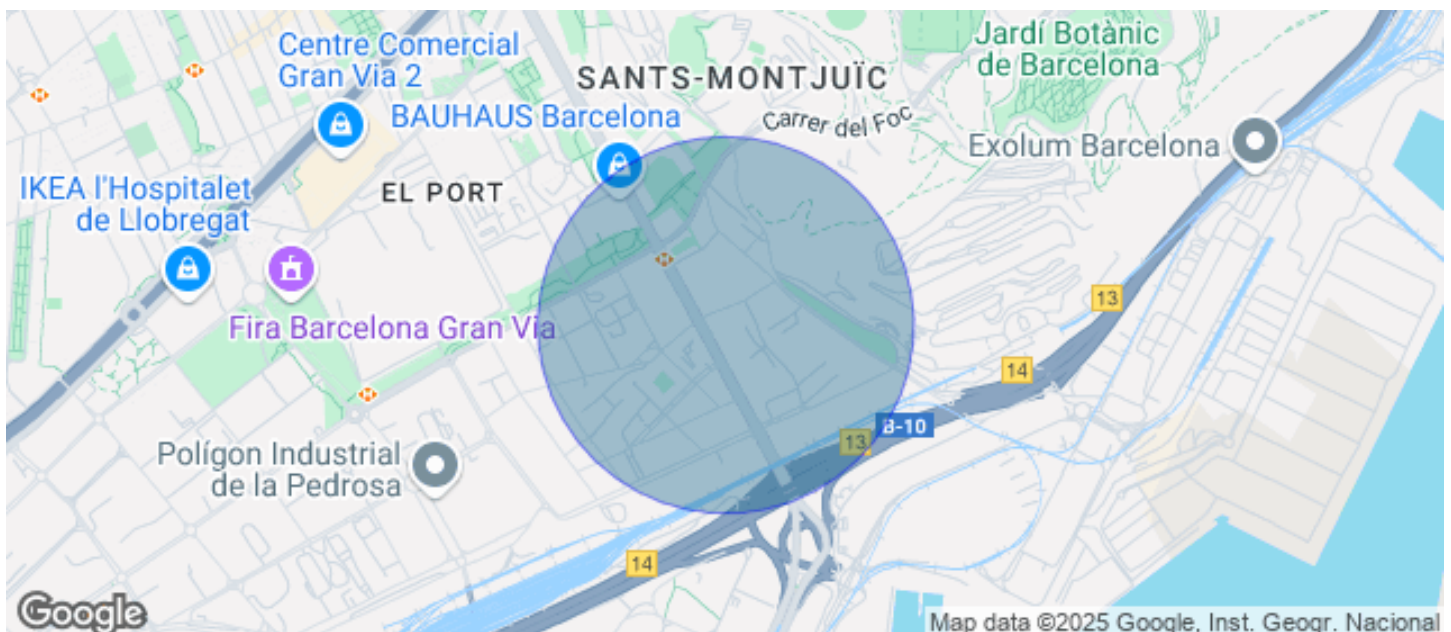 Centre Comercial
Gran Via 2
SANTS-MONTJUÏC
Jardí Botànic
de Barcelona
BAUHAUS Barcelona
Carrer del Foc
Exolum Barcelona
IKEA l'Hospitalet
de Llobregat
EL PORT
Fira Barcelona Gran Via
13
14
B-10
13
Polígon Industrial
de la Pedrosa
14
Google
Map data ©2025 Google, Inst. Geogr. Nacional